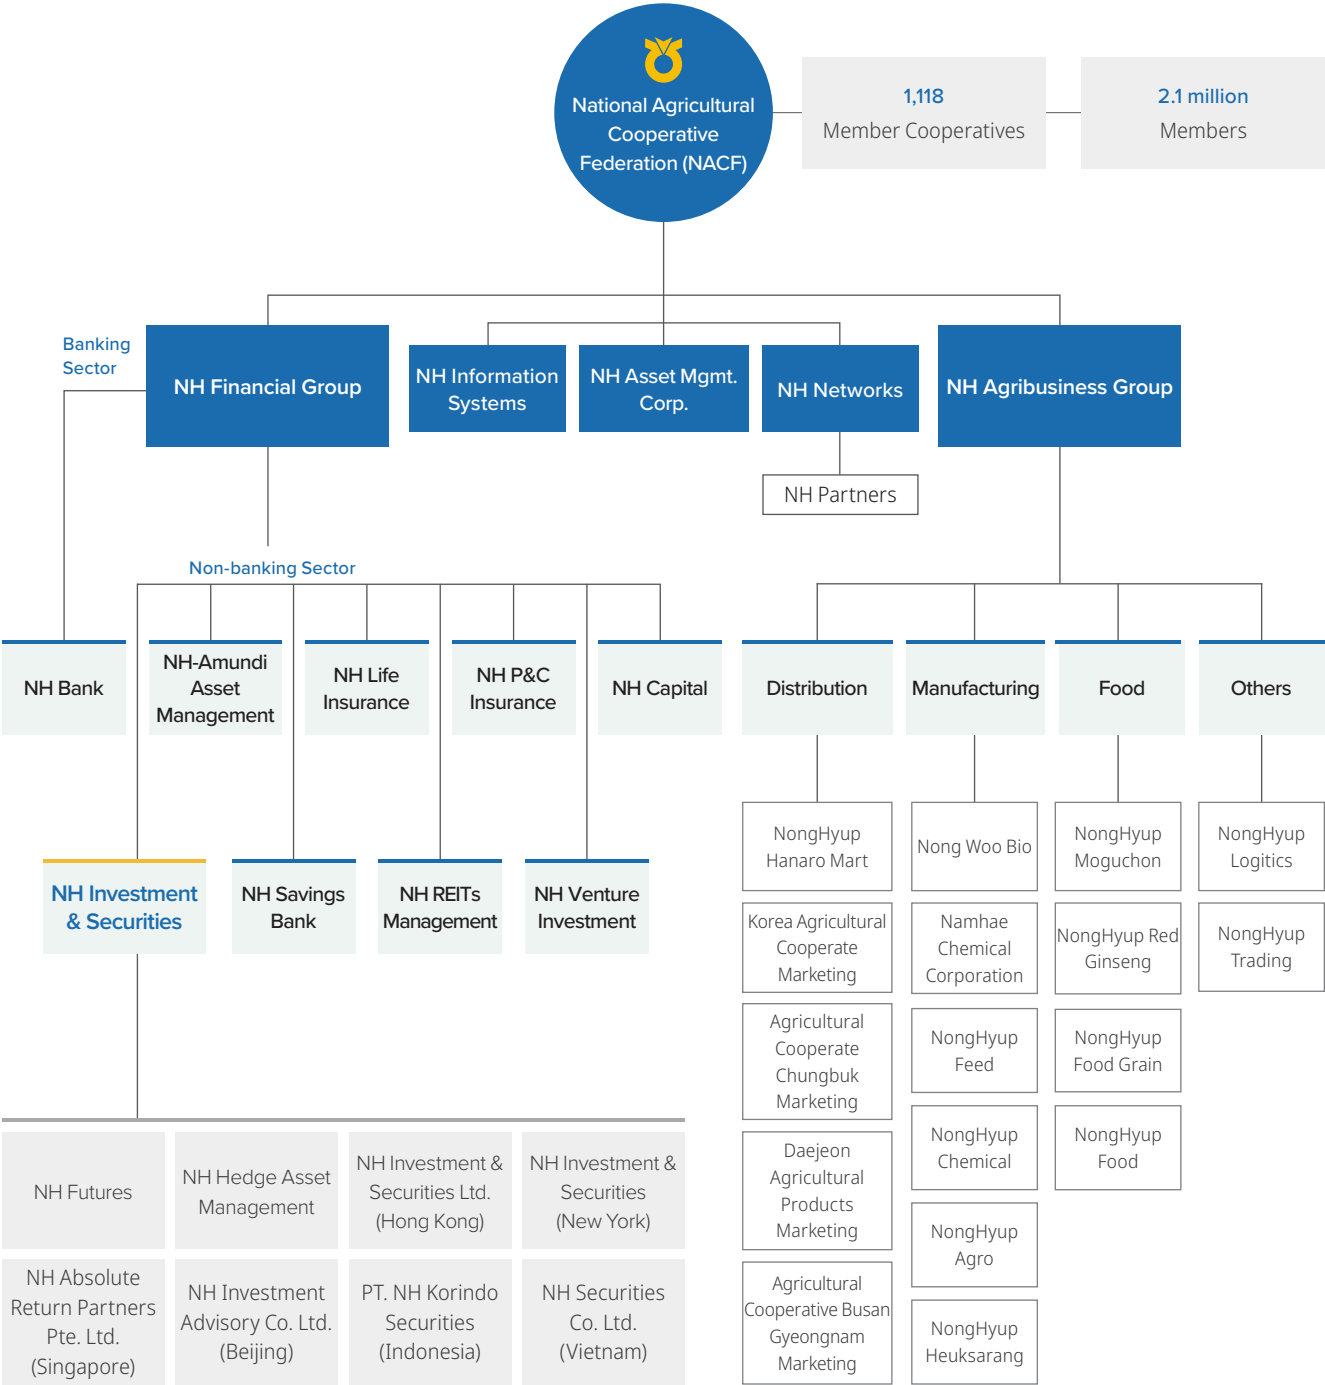 National Agricultural
Cooperative
Federation (NACF)
1,118
Member Cooperatives
2.1 million
Members
Banking
Sector
NH Financial Group
NH Information
Systems
NH Asset Mgmt.
Corp.
NH Networks
NH Agribusiness Group
NH Partners
Non-banking Sector
NH Bank
NH-Amundi
Asset
Management
NH Life
Insurance
NH P&C
Insurance
NH Capital
Distribution
Manufacturing
Food
Others
NH Investment
& Securities
NH Savings
Bank
NH REITs
Management
NH Venture
Investment
NongHyup
Hanaro Mart
Korea Agricultural
Cooperate
Marketing
Agricultural
Cooperate
Chungbuk
Marketing
Daejeon
Agricultural
Products
Marketing
Agricultural
Cooperative Busan
Gyeongnam
Marketing
Nong Woo Bio
Namhae
Chemical
Corporation
NongHyup
Feed
NongHyup
Chemical
NongHyup
Agro
NongHyup
Heuksarang
NongHyup
Moguchon
NongHyup Red
Ginseng
NongHyup
Food Grain
NongHyup
Food
NongHyup
Logitics
NongHyup
Trading
NH Futures
NH Hedge Asset
Management
NH Investment &
Securities Ltd.
(Hong Kong)
NH Investment &
Securities
(New York)
NH Absolute
Return Partners
Pte. Ltd.
(Singapore)
NH Investment
Advisory Co. Ltd.
(Beijing)
PT. NH Korindo
Securities
(Indonesia)
NH Securities
Co. Ltd.
(Vietnam)